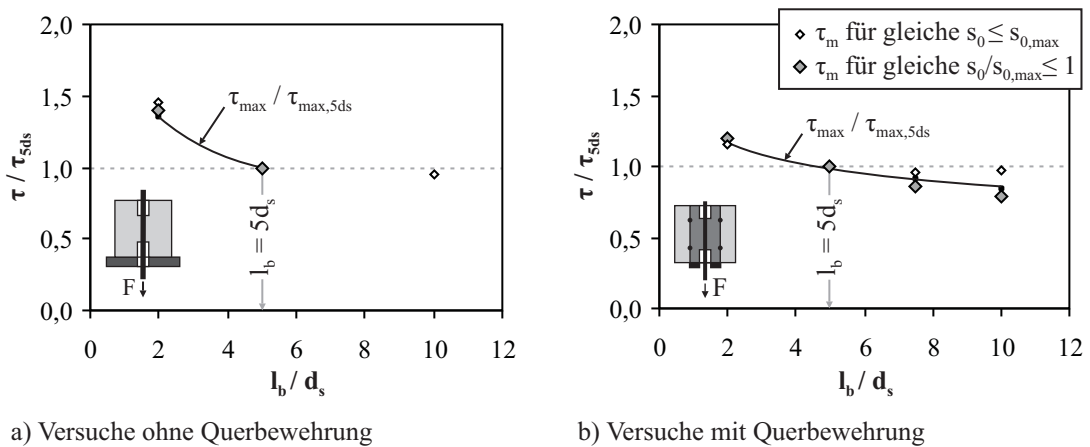 τ / τ5ds
2,0
1,5
1,0
0,5
0,0
τmax / τmax,5ds
lb = 5ds
F
0 2 4 6 8 10 12
lb / ds
a) Versuche ohne Querbewehrung
τm für gleiche s0 ≤ s0,max
τm für gleiche s0/s0,max ≤ 1
τ / τ5ds
2,0
1,5
1,0
0,5
0,0
τmax / τmax,5ds
lb = 5ds
F
0 2 4 6 8 10 12
lb / ds
b) Versuche mit Querbewehrung